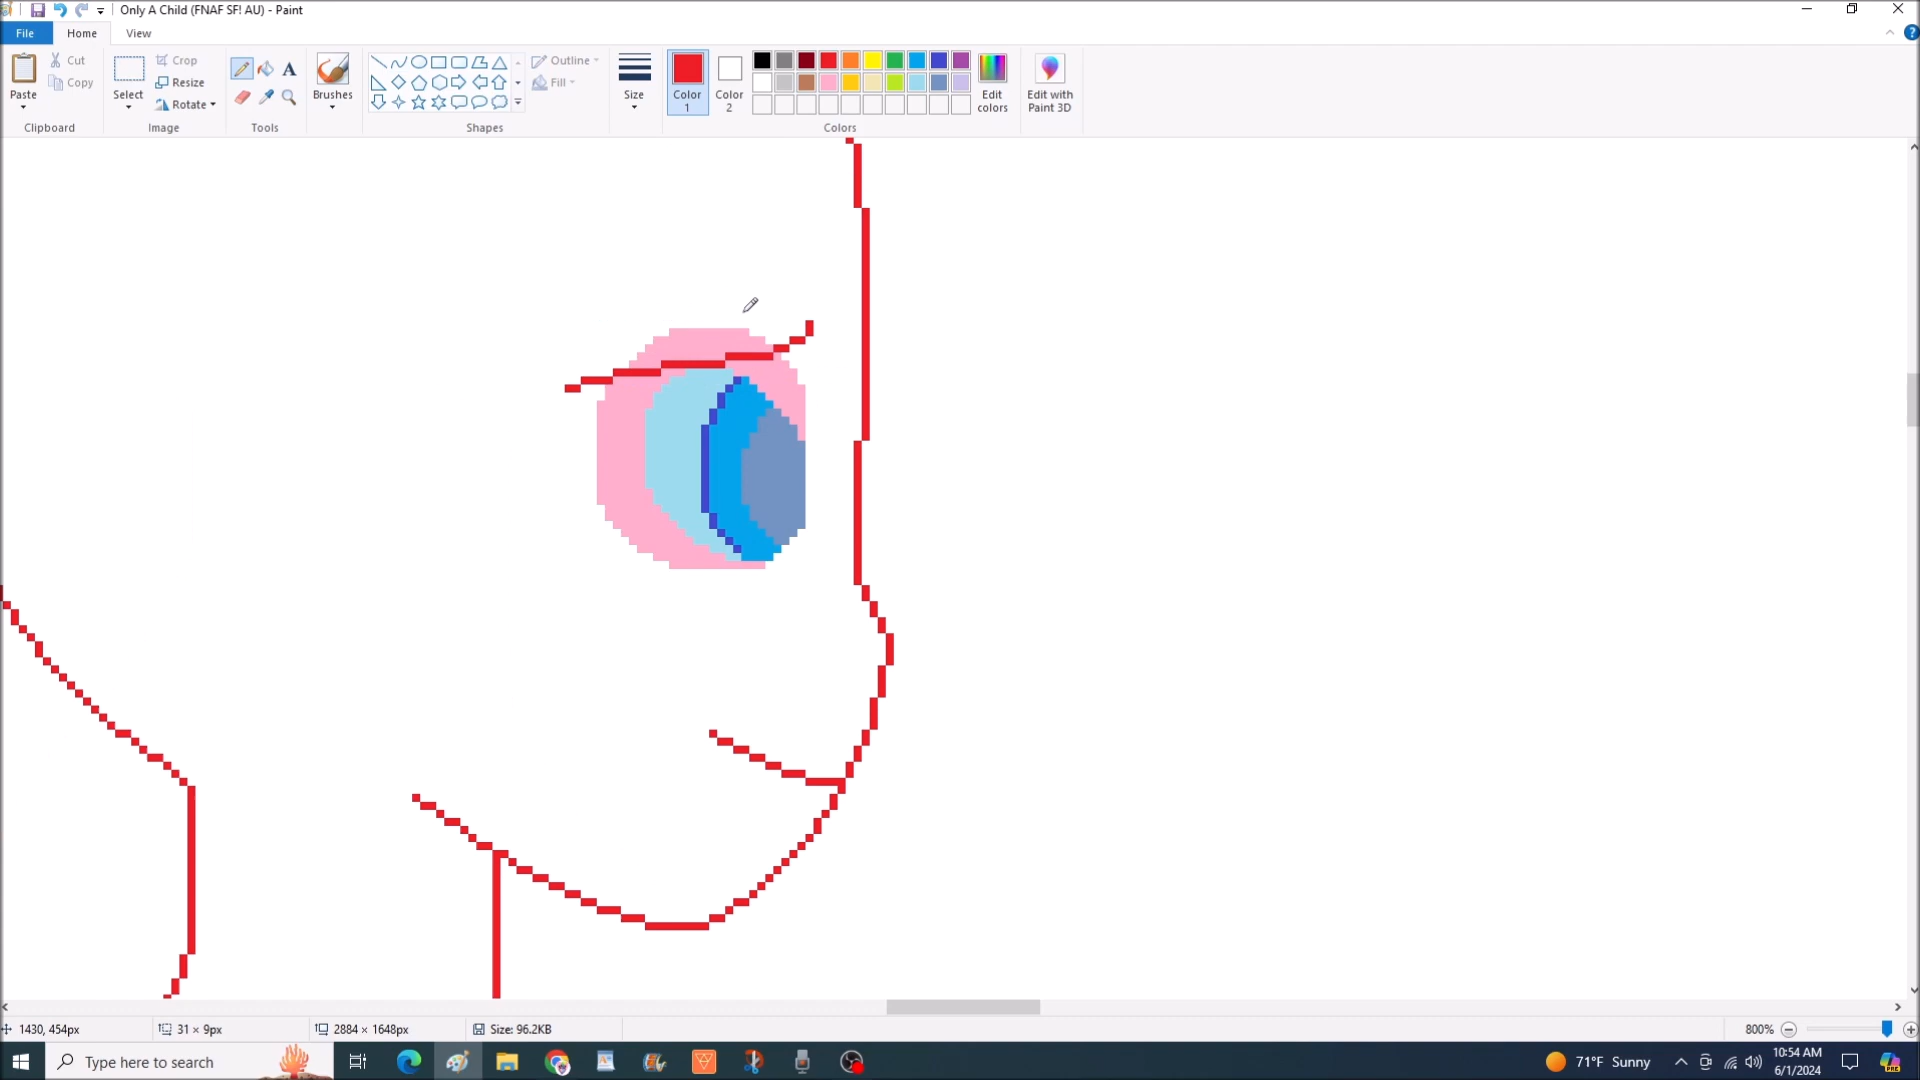 Only A Child (FNAF SF! AU) - Paint
File
Home
View
Paste
Cut
Copy
Clipboard
Select
Crop
Resize
Rotate
Image
A
Tools
Brushes
Shapes
Outline
Fill
Size
Color
1
Color
2
Colors
Edit
colors
Edit with
Paint 3D
?
1430, 454px
31 × 9px
2884 × 1648px
Size: 96.2KB
800%
Type here to search
71°F Sunny
10:54 AM
6/1/2024
PRE